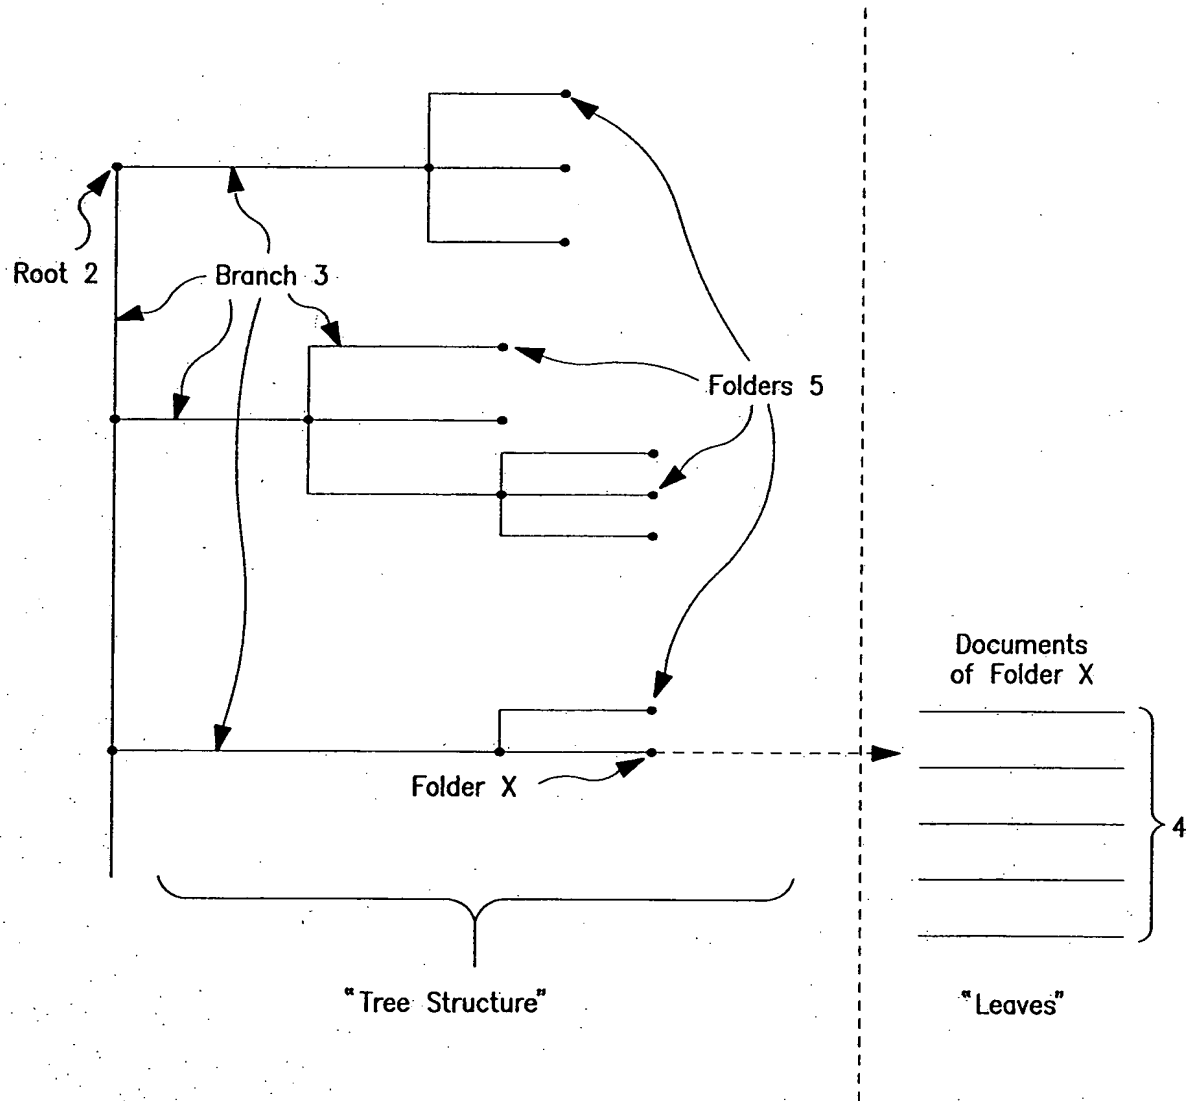 Root 2
Branch 3
Folders 5
Documents
of Folder X
Folder X
4
"Tree Structure"
"Leaves"